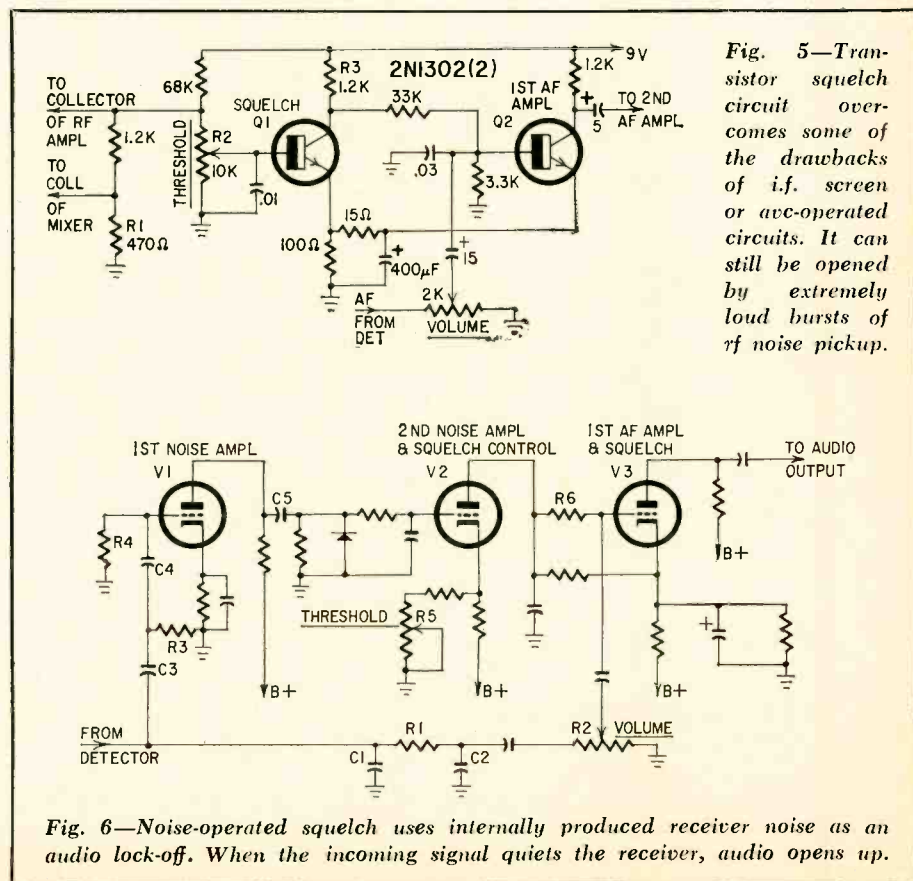 2N1302(2)
9V
68K
R3
1.2K
1.2K
TO
COLLECTOR
OF RF
AMPL
SQUELCH
Q1
33K
1ST AF
AMPL
Q2
+
5
TO 2ND
AF AMPL
1.2K
R2
10K
THRESHOLD
TO
COLL
OF
MIXER
.01
.03
3.3K
R1
470Ω
15Ω
100Ω
+
400μF
+
15
2K
AF
FROM
DET
VOLUME
Fig. 5—Tran-
sistor squelch
circuit over-
comes some of
the drawbacks
of i.f. screen
or avc-operated
circuits. It can
still be opened
by extremely
loud bursts of
rf noise pickup.
1ST NOISE AMPL
V1
2ND NOISE AMPL
& SQUELCH CONTROL
V2
1ST AF AMPL
& SQUELCH
V3
TO AUDIO
OUTPUT
C5
R6
R4
C4
B+
THRESHOLD
R5
R3
+
C3
B+
B+
B+
FROM
DETECTOR
R1
R2
VOLUME
C1
C2
Fig. 6—Noise-operated squelch uses internally produced receiver noise as an
audio lock-off. When the incoming signal quiets the receiver, audio opens up.